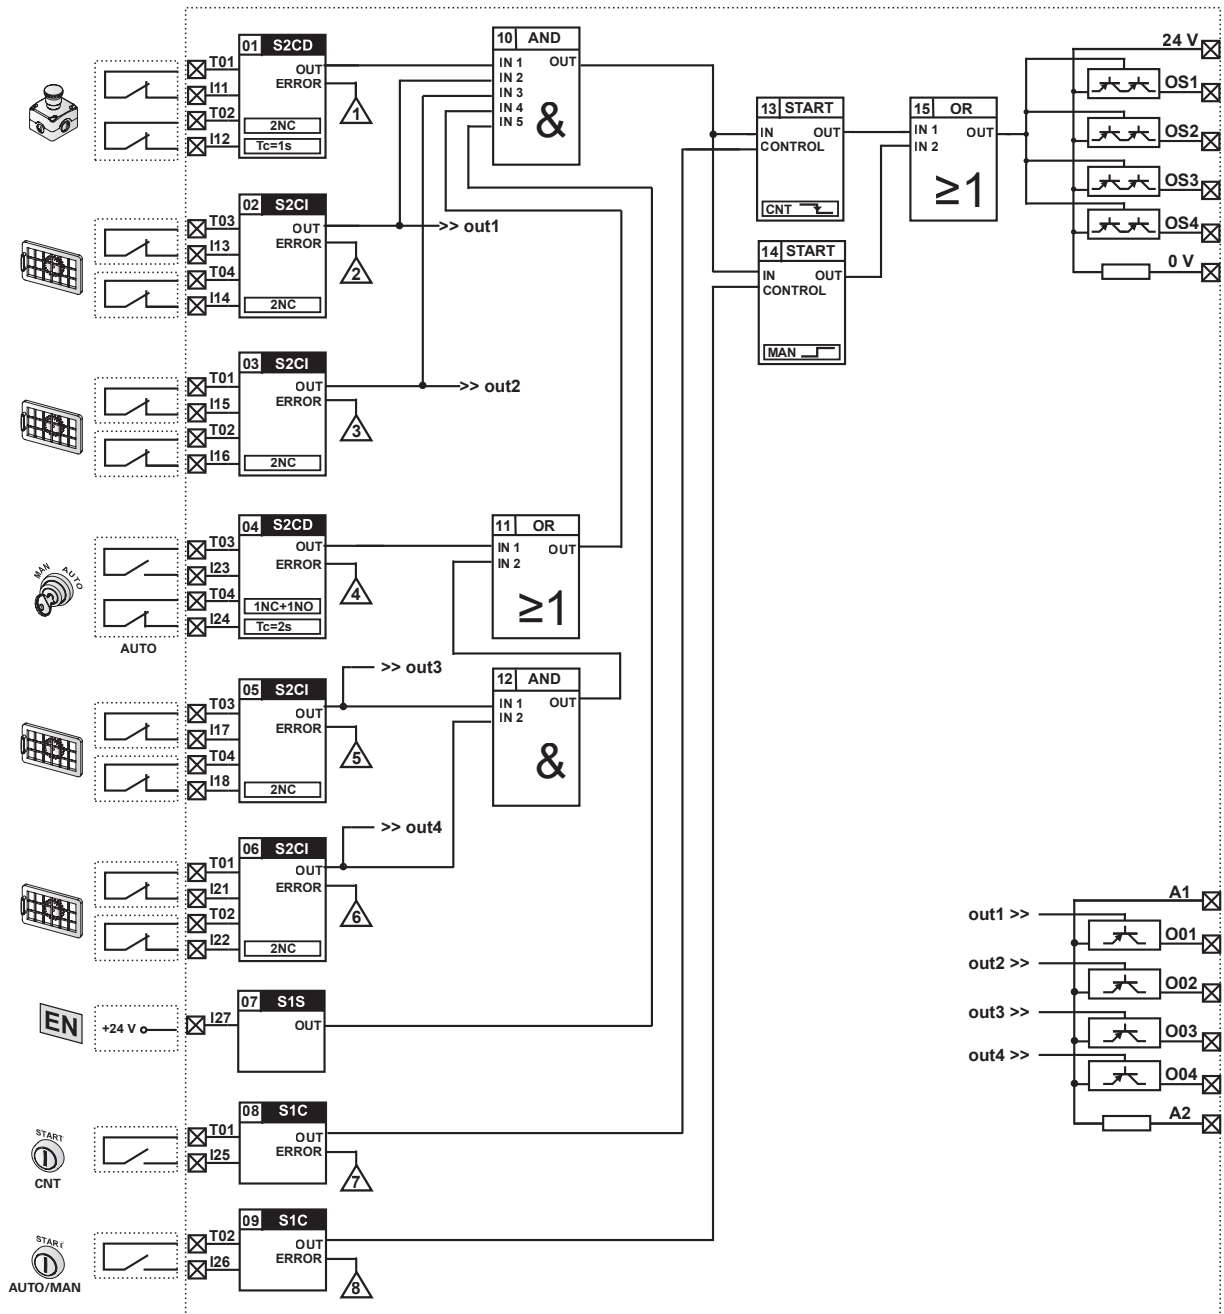 01 S2CD
T01
OUT
I11
ERROR
1
T02
2NC
I12
Tc=1s
02 S2CI
T03
OUT
>> out1
I13
ERROR
2
T04
I14
2NC
03 S2CI
T01
OUT
>> out2
I15
ERROR
3
T02
I16
2NC
MAN AUTO
04 S2CD
T03
OUT
I23
ERROR
4
T04
1NC+1NO
I24
Tc=2s
AUTO
>> out3
05 S2CI
T03
OUT
I17
ERROR
5
T04
I18
2NC
>> out4
06 S2CI
T01
OUT
I21
ERROR
6
T02
I22
2NC
EN
+24 V
I27
07 S1S
OUT
START
CNT
08 S1C
T01
OUT
I25
ERROR
7
START
AUTO/MAN
09 S1C
T02
OUT
I26
ERROR
8
10 AND
IN 1 OUT
IN 2
IN 3
IN 4
IN 5
&
11 OR
IN 1 OUT
IN 2
≥1
12 AND
IN 1 OUT
IN 2
&
13 START
IN OUT
CONTROL
CNT
14 START
IN OUT
CONTROL
MAN
15 OR
IN 1 OUT
IN 2
≥1
24 V
OS1
OS2
OS3
OS4
0 V
A1
out1 >>
O01
out2 >>
O02
out3 >>
O03
out4 >>
O04
A2